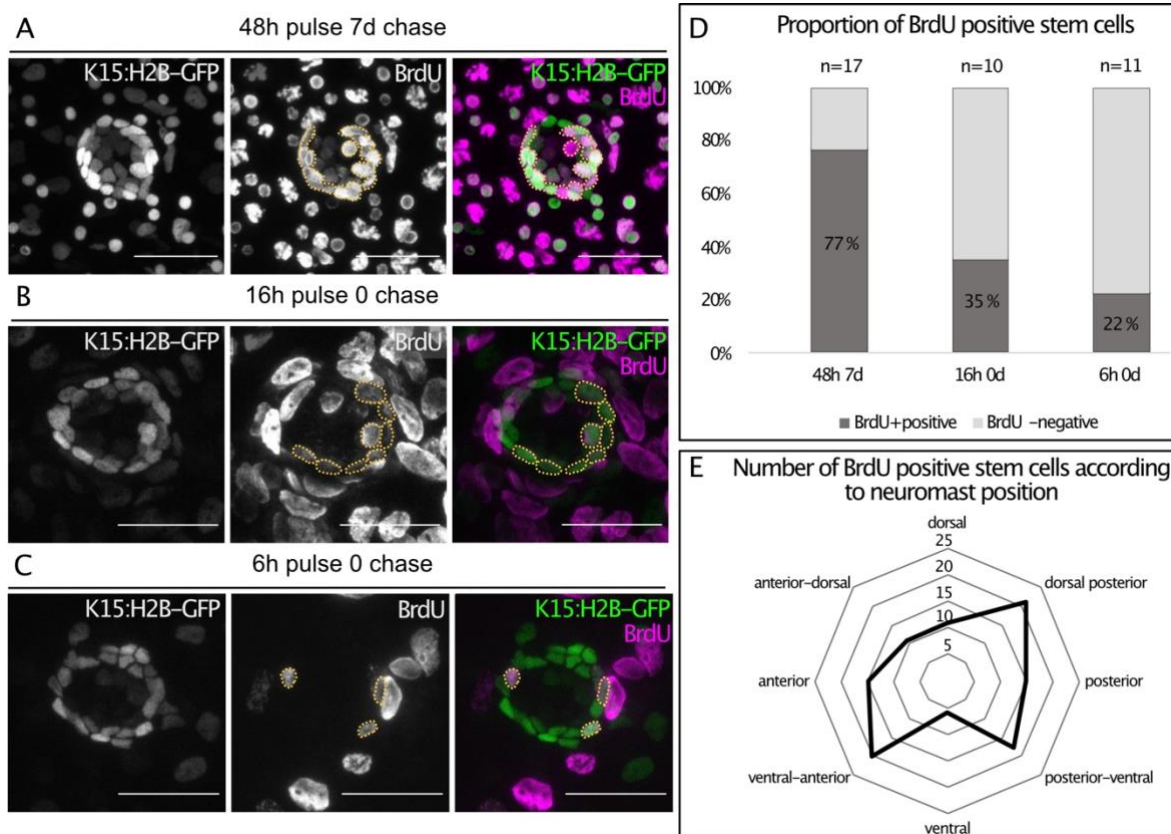 A
48h pulse 7d chase
K15:H2B–GFP
BrdU
K15:H2B–GFP
BrdU
B
16h pulse 0 chase
K15:H2B–GFP
BrdU
K15:H2B–GFP
BrdU
C
6h pulse 0 chase
K15:H2B–GFP
BrdU
K15:H2B–GFP
BrdU
D
Proportion of BrdU positive stem cells
n=17
n=10
n=11
100%
80%
60%
40%
20%
0%
77%
35%
22%
48h 7d
16h 0d
6h 0d
BrdU+positive
BrdU –negative
E
Number of BrdU positive stem cells according
to neuromast position
dorsal
25
20
15
10
5
anterior–dorsal
dorsal posterior
anterior
posterior
ventral–anterior
posterior–ventral
ventral